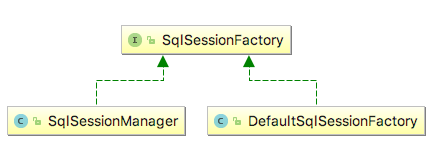 I SqlSessionFactory
C SqlSessionManager
C DefaultSqlSessionFactory